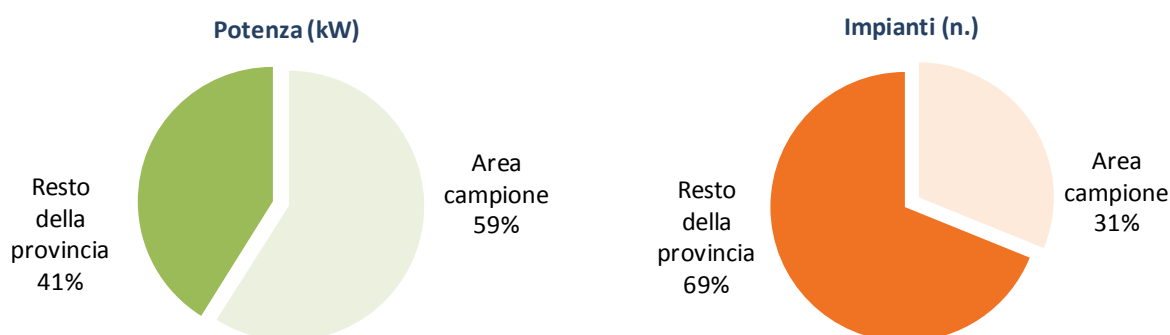 Potenza (kW)
Resto
della
provincia
41%
Area
campione
59%
Impianti (n.)
Resto
della
provincia
69%
Area
campione
31%